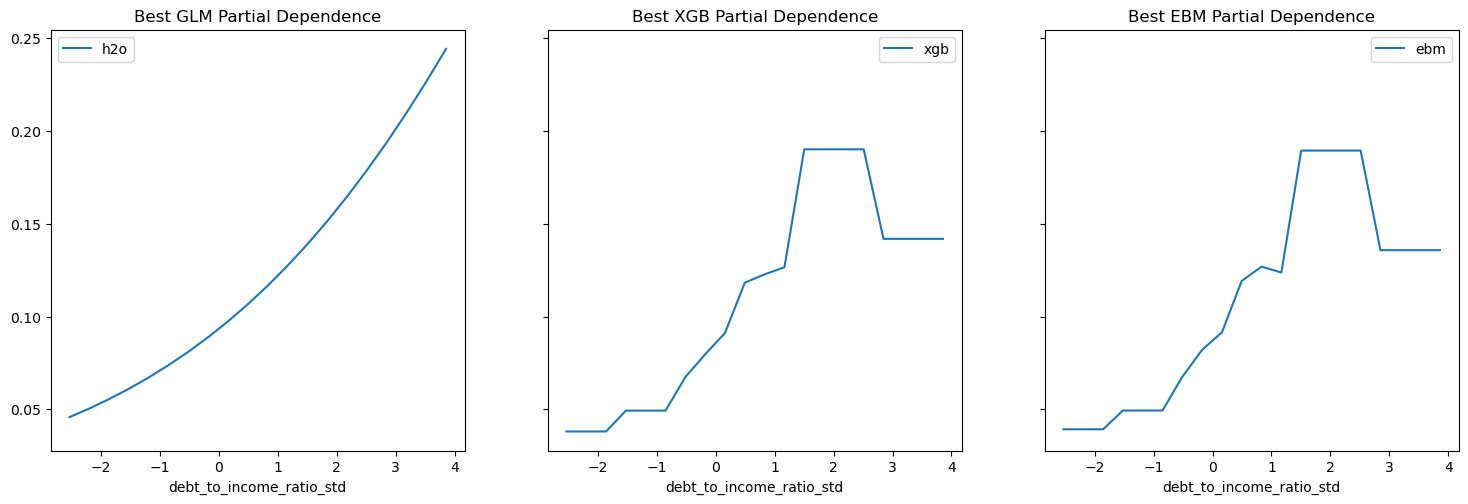 Best GLM Partial Dependence
h2o
0.25
0.20
0.15
0.10
0.05
−2 −1 0 1 2 3 4
debt_to_income_ratio_std
Best XGB Partial Dependence
xgb
−2 −1 0 1 2 3 4
debt_to_income_ratio_std
Best EBM Partial Dependence
ebm
−2 −1 0 1 2 3 4
debt_to_income_ratio_std